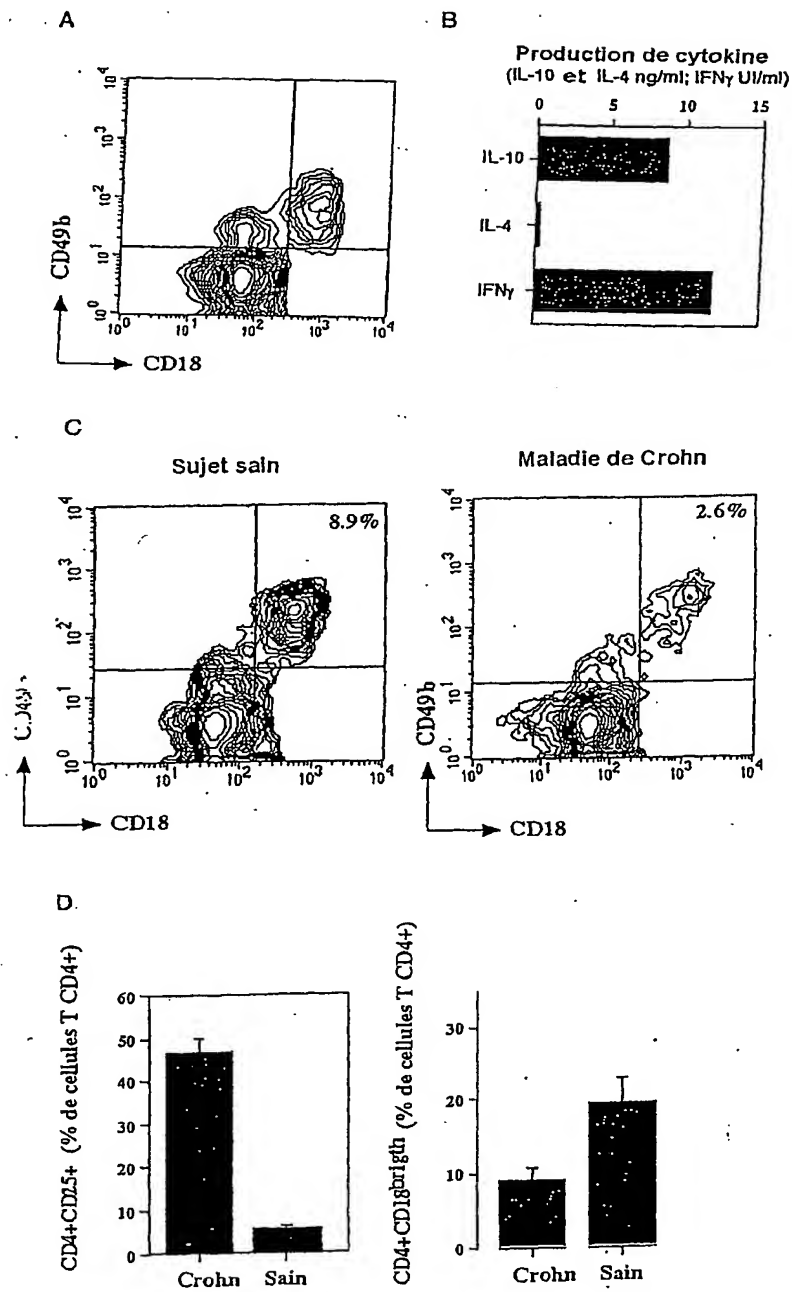 A
10⁴
10³
10²
10¹
10⁰
CD49b
10⁰ 10¹ 10² 10³ 10⁴
CD18
B
Production de cytokine
(IL-10 et IL-4 ng/ml; IFNγ UI/ml)
0 5 10 15
IL-10
IL-4
IFNγ
C
Sujet sain
8.9%
10⁴
10³
10²
10¹
10⁰
10⁰ 10¹ 10² 10³ 10⁴
CD18
Maladie de Crohn
2.6%
10⁴
10³
10²
10¹
10⁰
CD49b
10⁰ 10¹ 10² 10³ 10⁴
CD18
D
CD4+CD25+ (% de cellules T CD4+)
60
50
40
30
20
10
0
Crohn Sain
CD4+CD18brigth (% de cellules T CD4+)
30
20
10
0
Crohn Sain